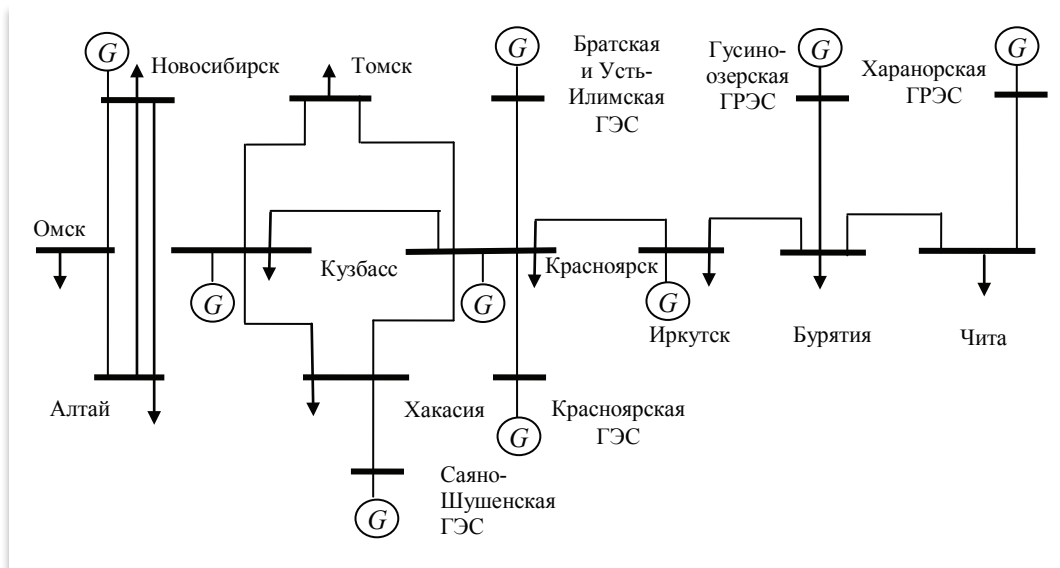 G
Новосибирск
Томск
G
Братская
и Усть-
Илимская
ГЭС
Гусино-
озерская
ГРЭС
G
Харанорская
ГРЭС
G
Омск
Кузбасс
G
G
Красноярск
G
Иркутск
Бурятия
Чита
Алтай
Хакасия
Красноярская
ГЭС
G
Саяно-
Шушенская
ГЭС
G